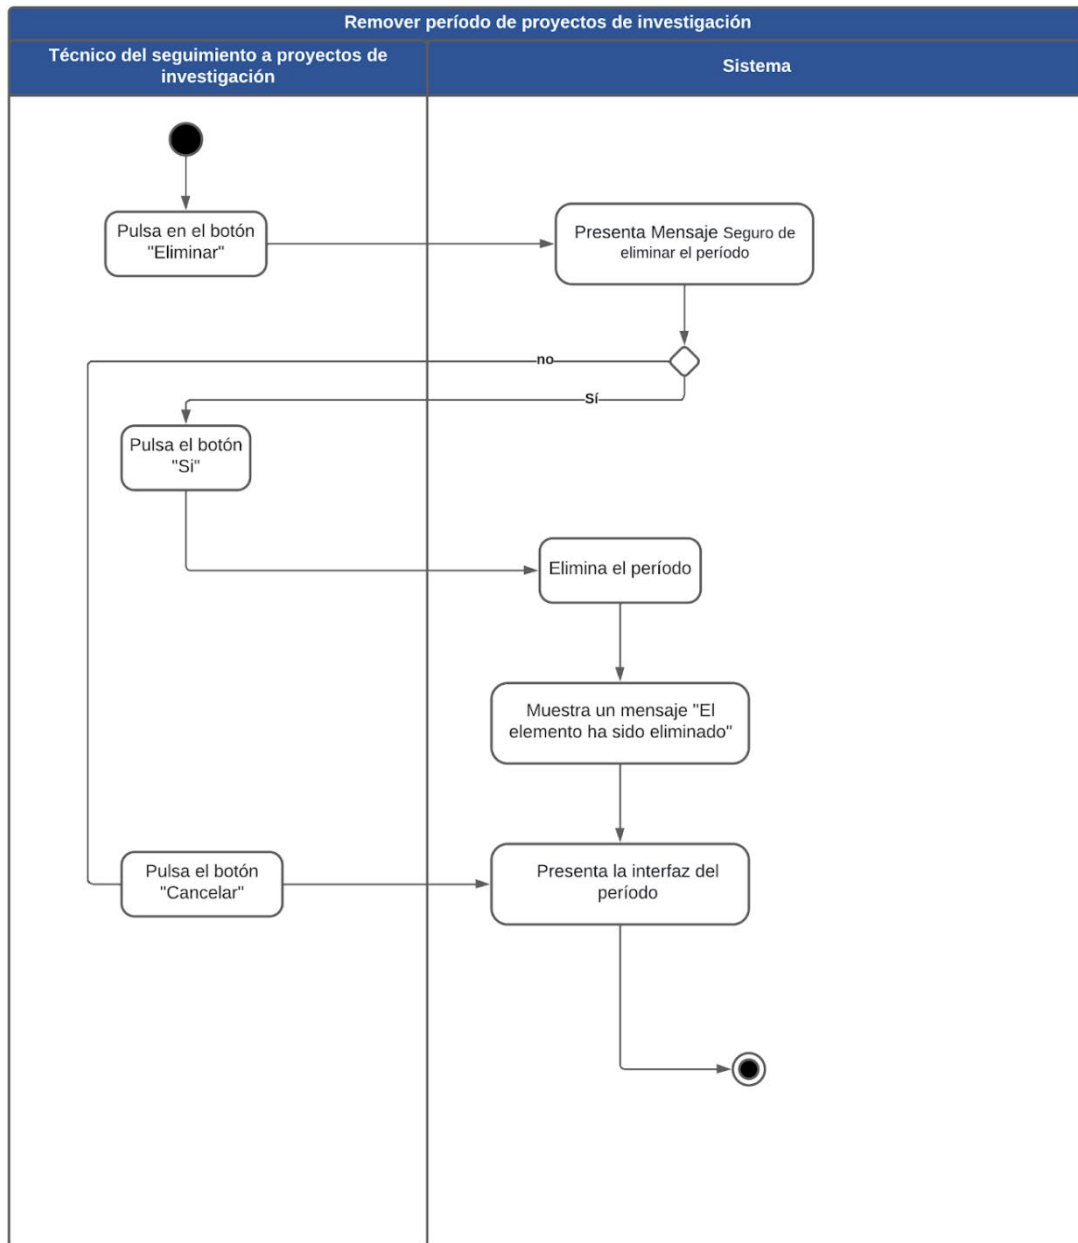 Remover período de proyectos de investigación
Técnico del seguimiento a proyectos de
investigación
Sistema
Pulsa en el botón
"Eliminar"
Presenta Mensaje Seguro de
eliminar el período
no
Sí
Pulsa el botón
"Si"
Elimina el período
Muestra un mensaje "El
elemento ha sido eliminado"
Pulsa el botón
"Cancelar"
Presenta la interfaz del
período